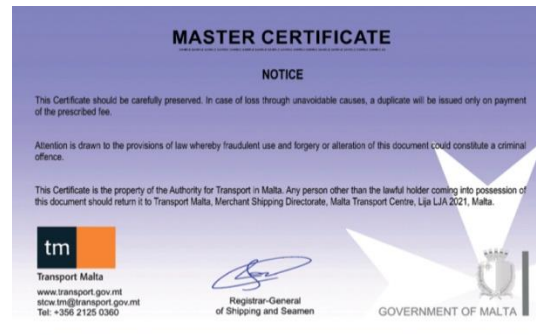 MASTER CERTIFICATE
NOTICE
This Certificate should be carefully preserved. In case of loss through unavoidable causes, a duplicate will be issued only on payment
of the prescribed fee.
Attention is drawn to the provisions of law whereby fraudulent use and forgery or alteration of this document could constitute a criminal
offence.
This Certificate is the property of the Authority for Transport in Malta. Any person other than the lawful holder coming into possession of
this document should return it to Transport Malta, Merchant Shipping Directorate, Malta Transport Centre, Lija LJA 2021, Malta.
tm
Transport Malta
www.transport.gov.mt
stcw.tm@transport.gov.mt
Tel: +356 2125 0360
Registrar-General
of Shipping and Seamen
GOVERNMENT OF MALTA